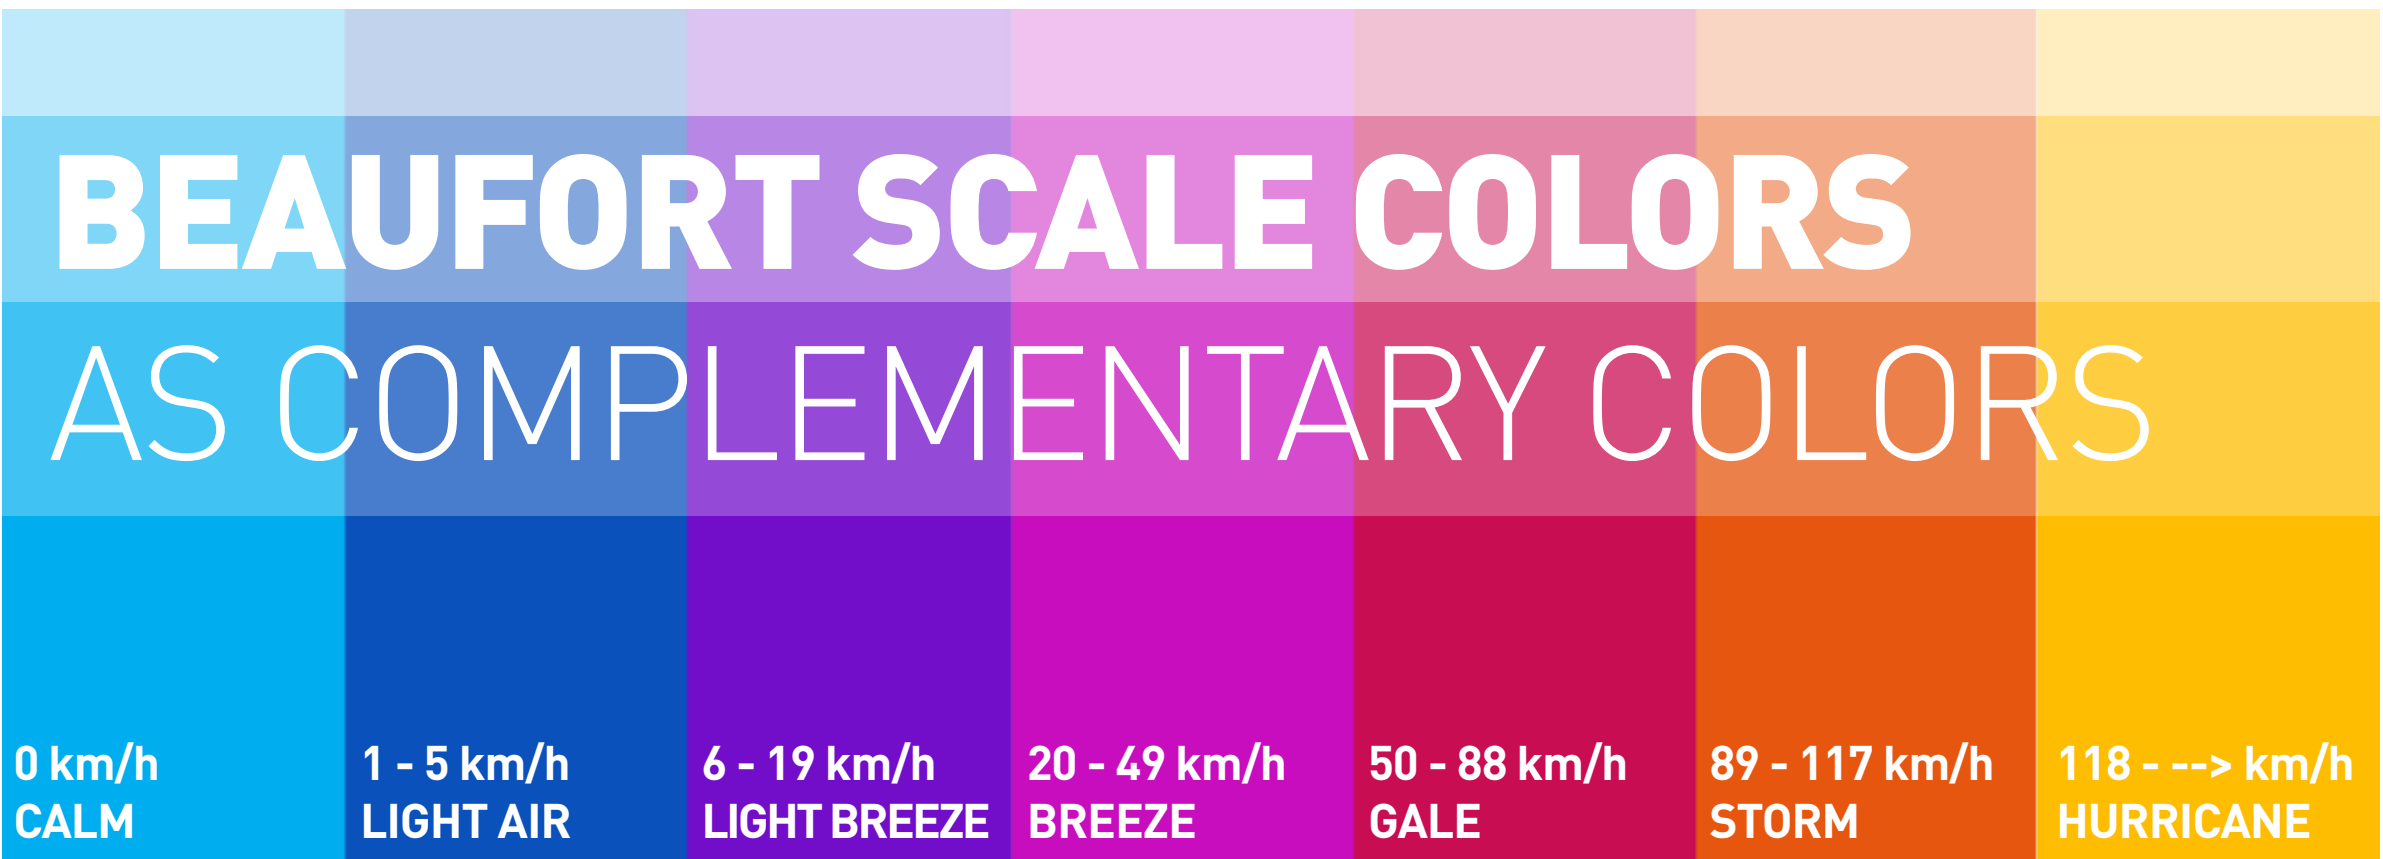 BEAUFORT SCALE COLORS
AS COMPLEMENTARY COLORS
0 km/h
CALM
1 - 5 km/h
LIGHT AIR
6 - 19 km/h
LIGHT BREEZE
20 - 49 km/h
BREEZE
50 - 88 km/h
GALE
89 - 117 km/h
STORM
118 - --> km/h
HURRICANE